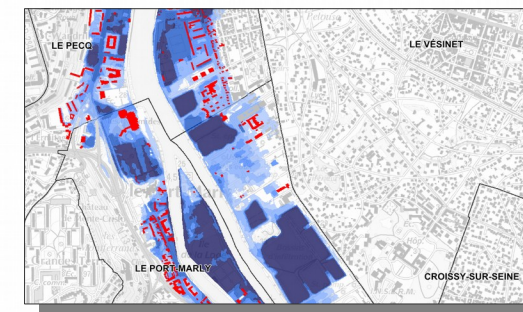 LE PECQ
LE VÉSINET
LE PORT-MARLY
CROISSY-SUR-SEINE